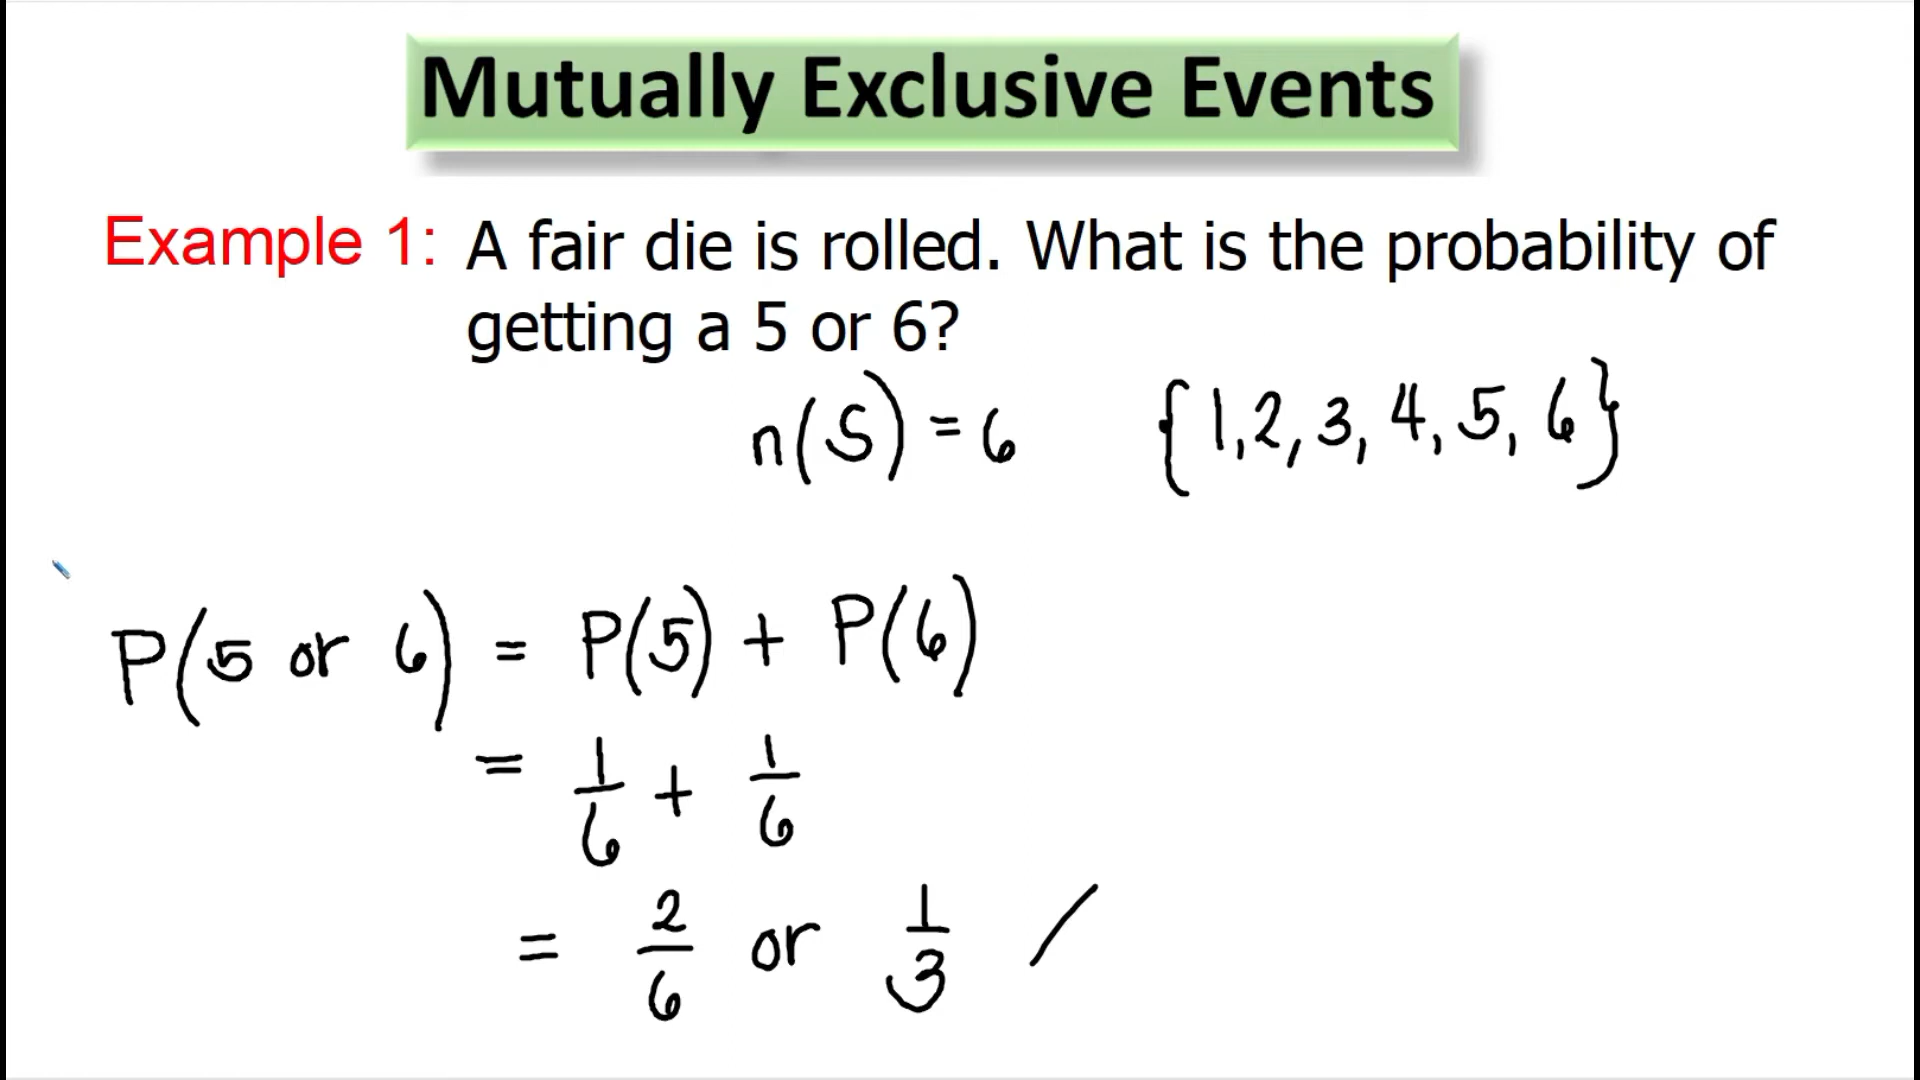 Mutually Exclusive Events
Example 1: A fair die is rolled. What is the probability of
getting a 5 or 6?
n(S) = 6 {1, 2, 3, 4, 5, 6}
P(5 or 6) = P(5) + P(6)
= 1/6 + 1/6
= 2/6 or 1/3 /